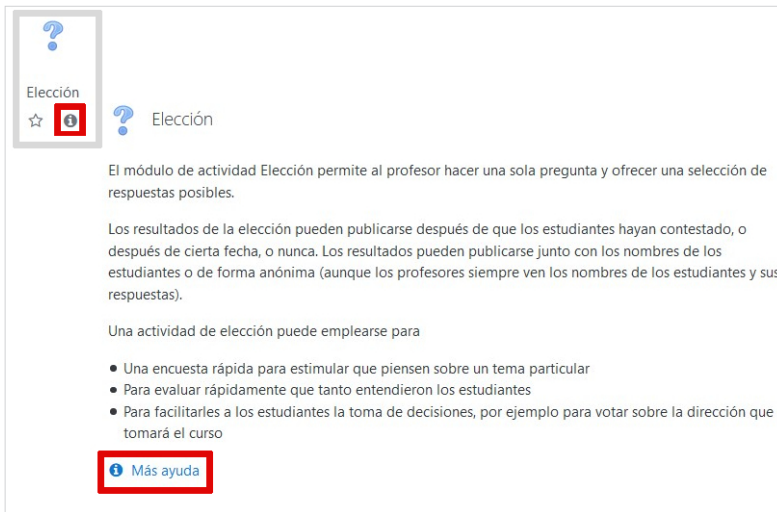 Elección
Elección
El módulo de actividad Elección permite al profesor hacer una sola pregunta y ofrecer una selección de
respuestas posibles.
Los resultados de la elección pueden publicarse después de que los estudiantes hayan contestado, o
después de cierta fecha, o nunca. Los resultados pueden publicarse junto con los nombres de los
estudiantes o de forma anónima (aunque los profesores siempre ven los nombres de los estudiantes y sus
respuestas).
Una actividad de elección puede emplearse para
• Una encuesta rápida para estimular que piensen sobre un tema particular
• Para evaluar rápidamente que tanto entendieron los estudiantes
• Para facilitarles a los estudiantes la toma de decisiones, por ejemplo para votar sobre la dirección que
tomará el curso
Más ayuda